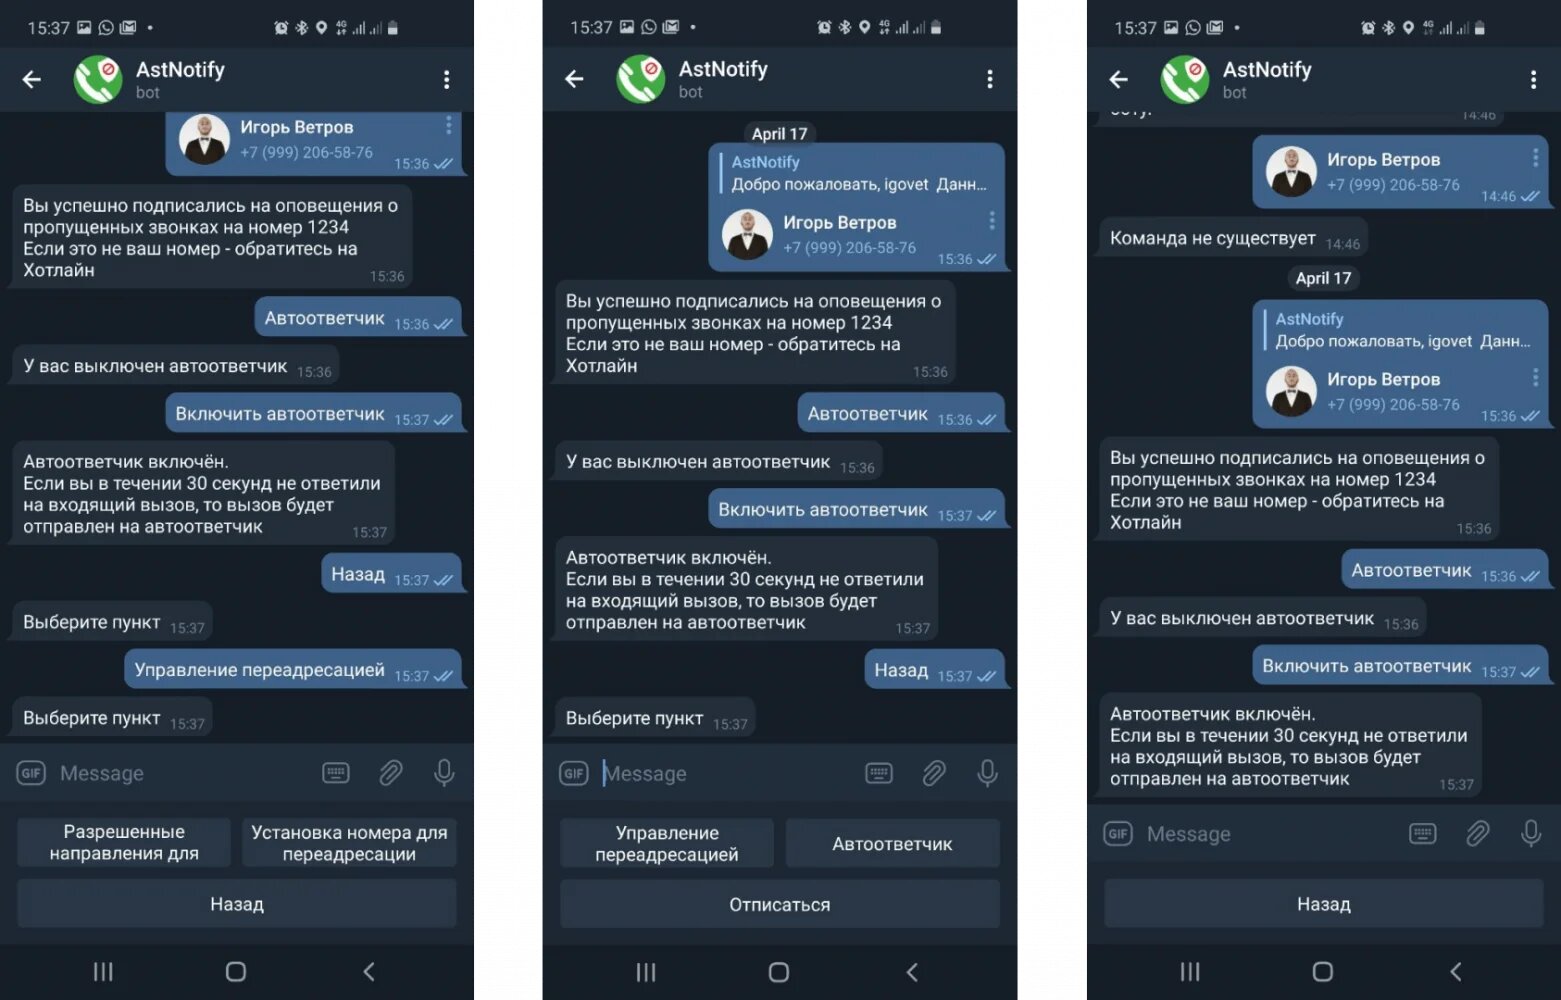 15:37
4G
AstNotify
bot
Игорь Ветров
+7 (999) 206-58-76
15:36
Вы успешно подписались на оповещения о
пропущенных звонках на номер 1234
Если это не ваш номер - обратитесь на
Хотлайн
15:36
Автоответчик 15:36
У вас выключен автоответчик 15:36
Включить автоответчик 15:37
Автоответчик включён.
Если вы в течении 30 секунд не ответили
на входящий вызов, то вызов будет
отправлен на автоответчик
15:37
Назад 15:37
Выберите пункт 15:37
Управление переадресацией 15:37
Выберите пункт 15:37
GIF Message
Разрешенные
направления для
Установка номера для
переадресации
Назад
15:37
4G
AstNotify
bot
April 17
AstNotify
Добро пожаловать, igovet Данн...
Игорь Ветров
+7 (999) 206-58-76
15:36
Вы успешно подписались на оповещения о
пропущенных звонках на номер 1234
Если это не ваш номер - обратитесь на
Хотлайн
15:36
Автоответчик 15:36
У вас выключен автоответчик 15:36
Включить автоответчик 15:37
Автоответчик включён.
Если вы в течении 30 секунд не ответили
на входящий вызов, то вызов будет
отправлен на автоответчик
15:37
Назад 15:37
Выберите пункт 15:37
GIF Message
Управление
переадресацией
Автоответчик
Отписаться
15:37
4G
AstNotify
bot
14:46
Игорь Ветров
+7 (999) 206-58-76
14:46
Команда не существует 14:46
April 17
AstNotify
Добро пожаловать, igovet Данн...
Игорь Ветров
+7 (999) 206-58-76
15:36
Вы успешно подписались на оповещения о
пропущенных звонках на номер 1234
Если это не ваш номер - обратитесь на
Хотлайн
15:36
Автоответчик 15:36
У вас выключен автоответчик 15:36
Включить автоответчик 15:37
Автоответчик включён.
Если вы в течении 30 секунд не ответили
на входящий вызов, то вызов будет
отправлен на автоответчик
15:37
GIF Message
Назад